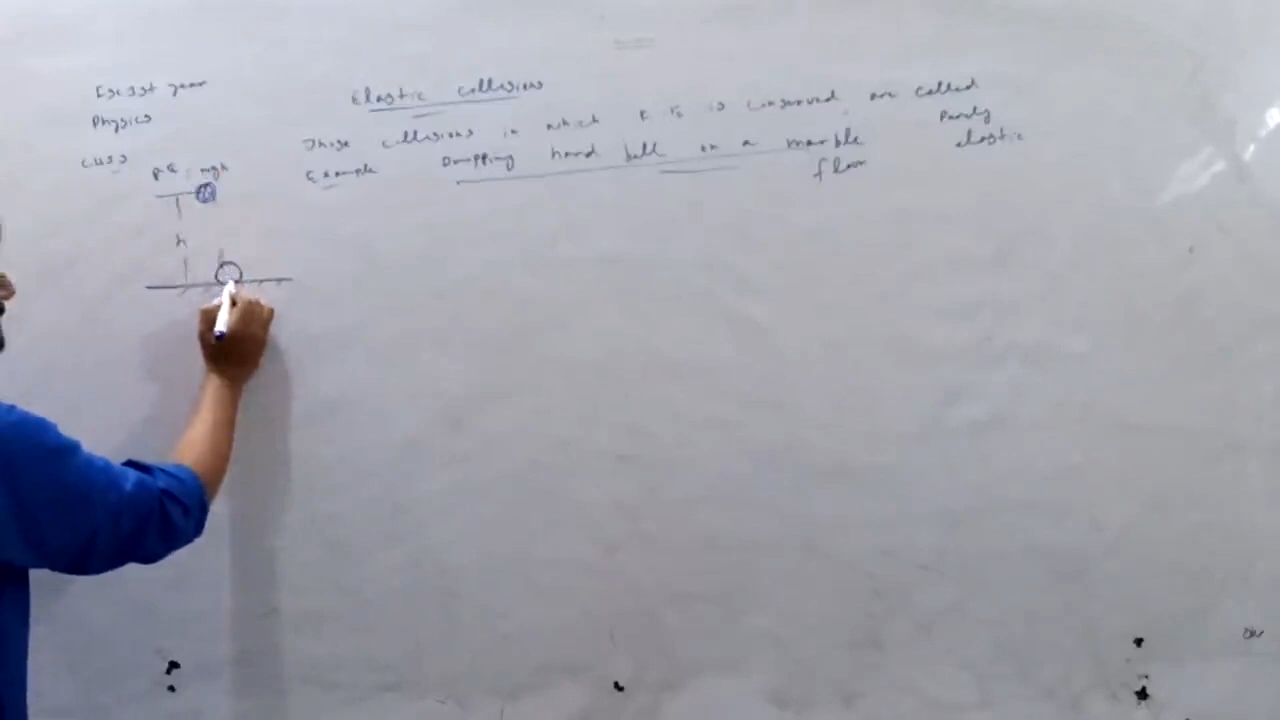 First year
Physics
Elastic collisions
Those collisions in which K.E is conserved are called
Purely
elastic
Example Dropping hard ball on a marble
floor
P.E = mgh
h